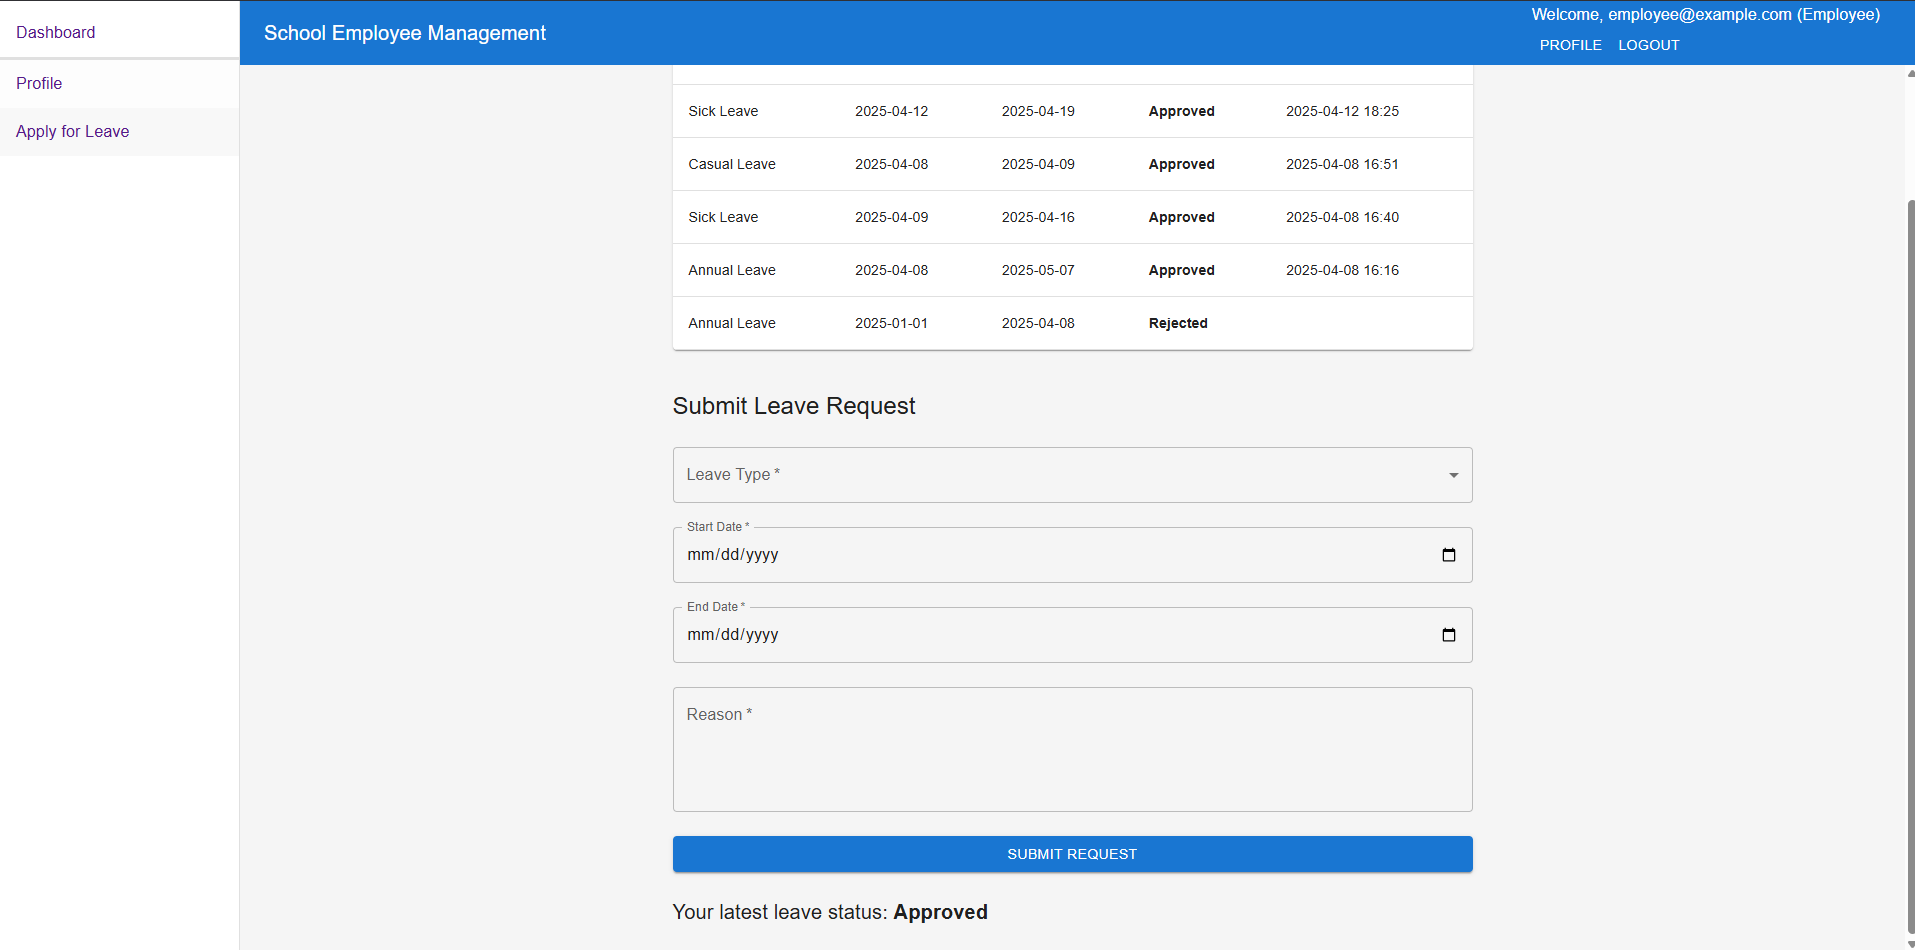 Dashboard
Profile
Apply for Leave
School Employee Management
Welcome, employee@example.com (Employee)
PROFILE LOGOUT
Sick Leave 2025-04-12 2025-04-19 Approved 2025-04-12 18:25
Casual Leave 2025-04-08 2025-04-09 Approved 2025-04-08 16:51
Sick Leave 2025-04-09 2025-04-16 Approved 2025-04-08 16:40
Annual Leave 2025-04-08 2025-05-07 Approved 2025-04-08 16:16
Annual Leave 2025-01-01 2025-04-08 Rejected
Submit Leave Request
Leave Type *
Start Date *
mm/dd/yyyy
End Date *
mm/dd/yyyy
Reason *
SUBMIT REQUEST
Your latest leave status: Approved